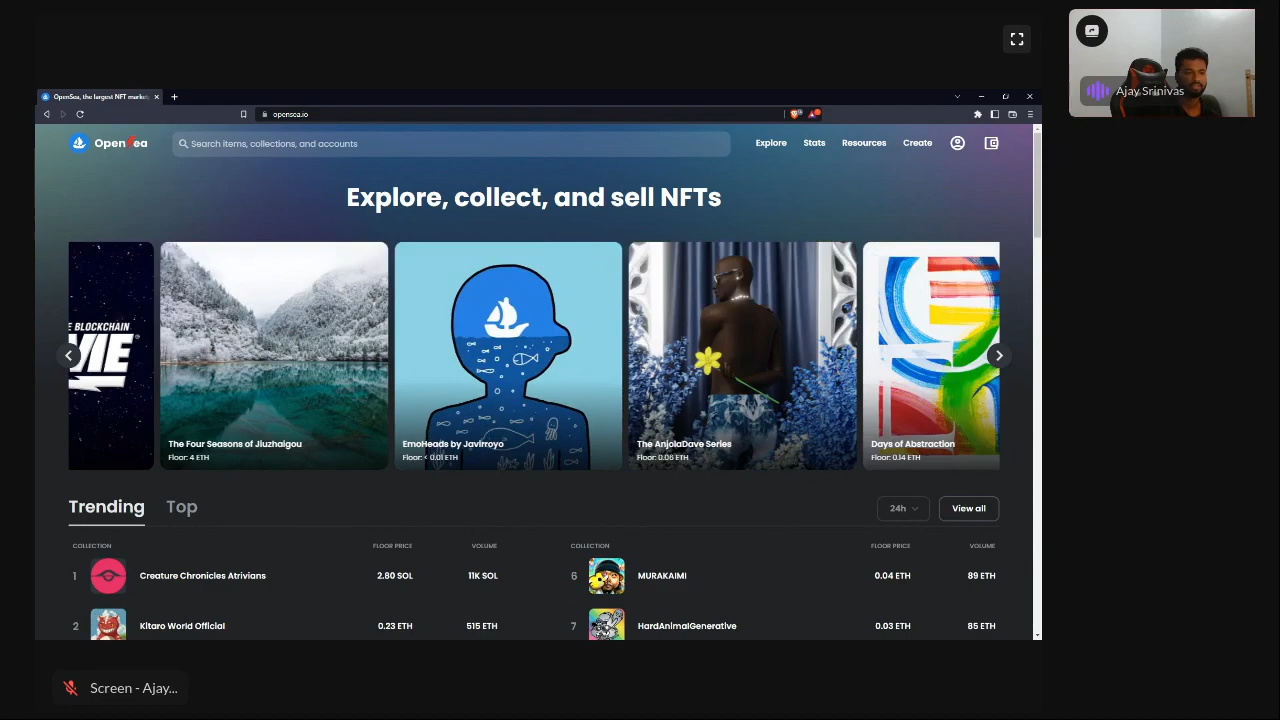 OpenSea, the largest NFT market
opensea.io
OpenSea
Search items, collections, and accounts
Explore
Stats
Resources
Create
Explore, collect, and sell NFTs
E BLOCKCHAIN
VIE
The Four Seasons of Jiuzhaigou
Floor: 4 ETH
EmoHeads by Javirroyo
Floor: < 0.01 ETH
The AnjolaDave Series
Floor: 0.06 ETH
Days of Abstraction
Floor: 0.14 ETH
Trending
Top
24h
View all
COLLECTION FLOOR PRICE VOLUME
1 Creature Chronicles Atrivians 2.80 SOL 11K SOL
2 Kitaro World Official 0.23 ETH 515 ETH
COLLECTION FLOOR PRICE VOLUME
6 MURAKAIMI 0.04 ETH 89 ETH
7 HardAnimalGenerative 0.03 ETH 85 ETH
Ajay Srinivas
Screen - Ajay...